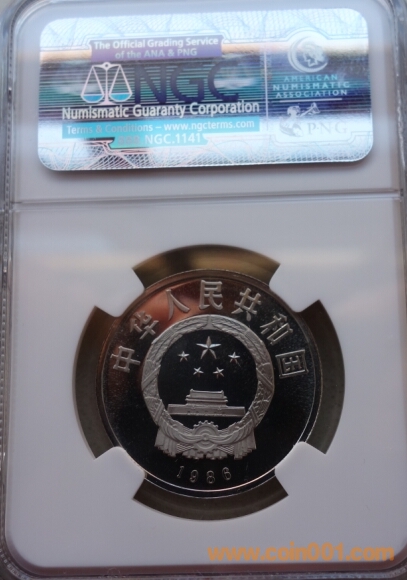 The Official Grading Service
of the ANA & PNG
NGC
Numismatic Guaranty Corporation
Terms & Conditions – www.ngcterms.com
NGC.1141
AMERICAN
NUMISMATIC
ASSOCIATION
PNG
中华人民共和国
1986
www.coin001.com